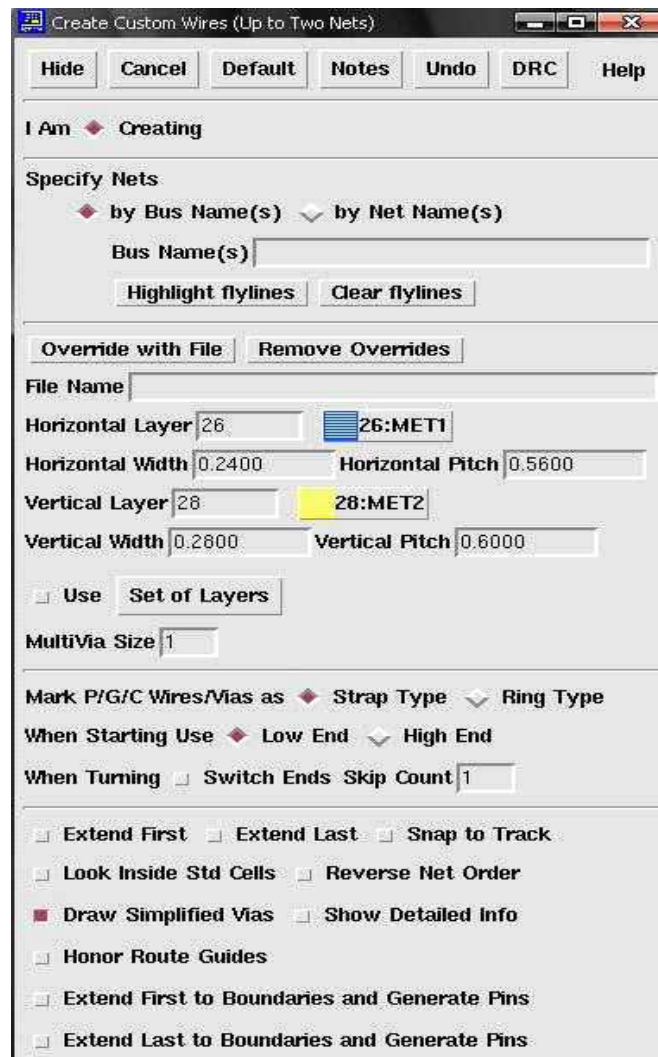 Create Custom Wires (Up to Two Nets)
Hide Cancel Default Notes Undo DRC Help
I Am Creating
Specify Nets
by Bus Name(s) by Net Name(s)
Bus Name(s)
Highlight flylines Clear flylines
Override with File Remove Overrides
File Name
Horizontal Layer 26 26:MET1
Horizontal Width 0.2400 Horizontal Pitch 0.5600
Vertical Layer 28 28:MET2
Vertical Width 0.2800 Vertical Pitch 0.6000
Use Set of Layers
MultiVia Size 1
Mark P/G/C Wires/Vias as Strap Type Ring Type
When Starting Use Low End High End
When Turning Switch Ends Skip Count 1
Extend First Extend Last Snap to Track
Look Inside Std Cells Reverse Net Order
Draw Simplified Vias Show Detailed Info
Honor Route Guides
Extend First to Boundaries and Generate Pins
Extend Last to Boundaries and Generate Pins